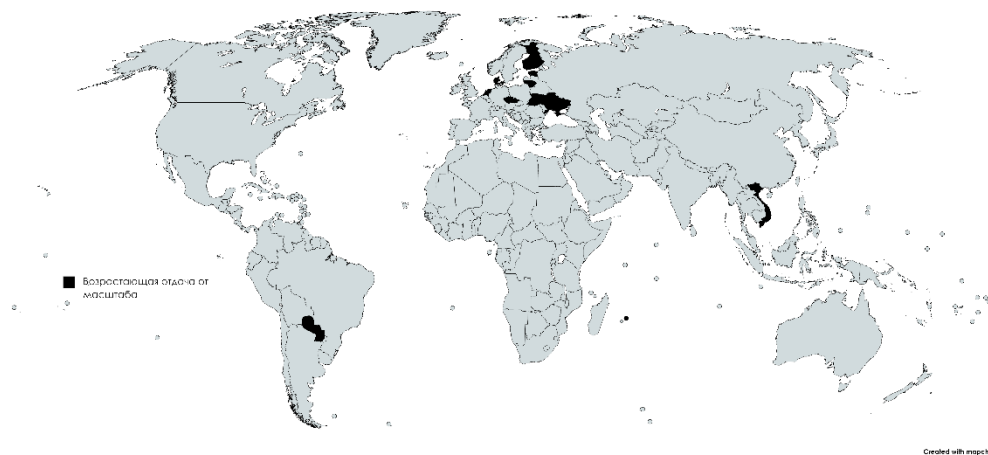 Возрастающая отдача от
масштаба
Created with mapch